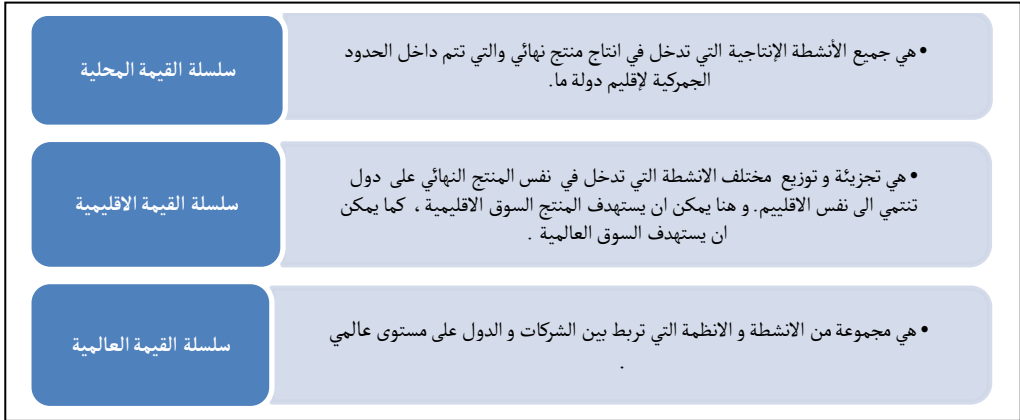 سلسلة القيمة المحلية
•هي جميع الأنشطة الإنتاجية التي تدخل في انتاج منتج نهائي والتي تتم داخل الحدود
الجمركية لإقليم دولة ما.
سلسلة القيمة الاقليمية
•هي تجزيئة و توزيع مختلف الانشطة التي تدخل في نفس المنتج النهائي على دول
تنتمي الى نفس الاقلييم. و هنا يمكن ان يستهدف المنتج السوق الاقليمية ، كما يمكن
ان يستهدف السوق العالمية .
سلسلة القيمة العالمية
•هي مجموعة من الانشطة و الانظمة التي تربط بين الشركات و الدول على مستوى عالمي
.